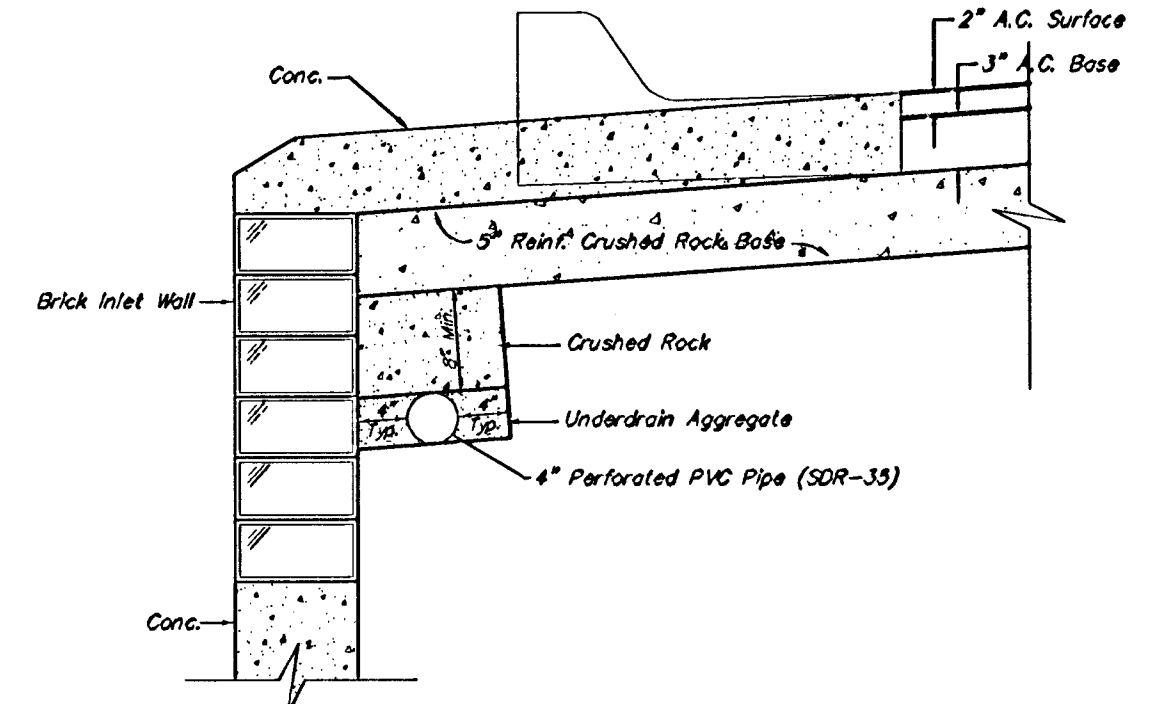 2" A.C. Surface
3" A.C. Base
Conc.
5" Reinf. Crushed Rock Base
Brick Inlet Wall
8" Min.
Crushed Rock
4" Typ.
4" Typ.
Underdrain Aggregate
4" Perforated PVC Pipe (SDR-35)
Conc.